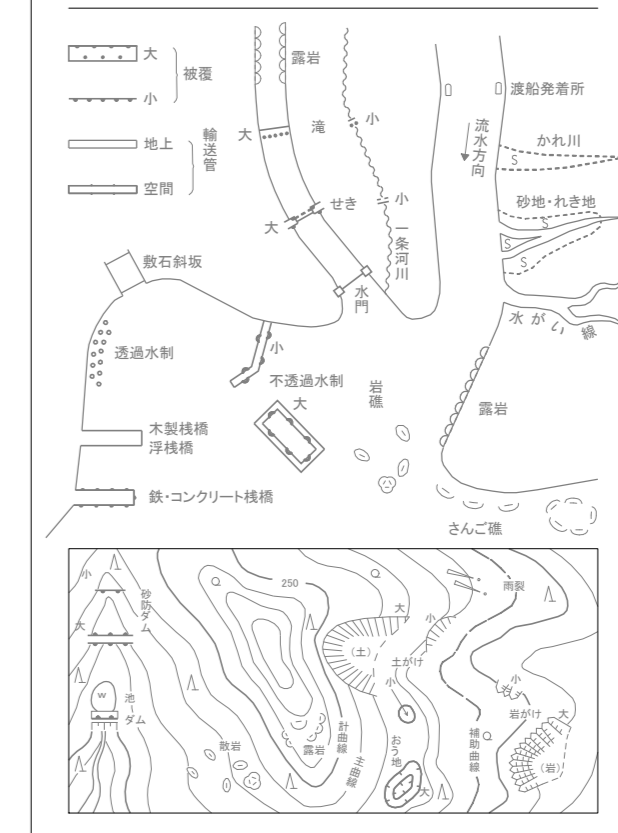 大
被覆
小
地上
輸送管
空間
露岩
大
滝
小
せき
大
小
一条河川
水門
渡船発着所
流水方向
かれ川
S
砂地・れき地
S
S
S
水がい線
敷石斜坂
透過水制
小
不透過水制
大
岩礁
露岩
木製桟橋
浮桟橋
鉄・コンクリート桟橋
さんご礁
小
砂防ダム
大
W
池
ダム
Q
250
散岩
露岩
計曲線
主曲線
Q
大
(土)
土がけ
小
小
おう地
大
雨裂
補助曲線
Q
小
岩がけ
大
(岩)